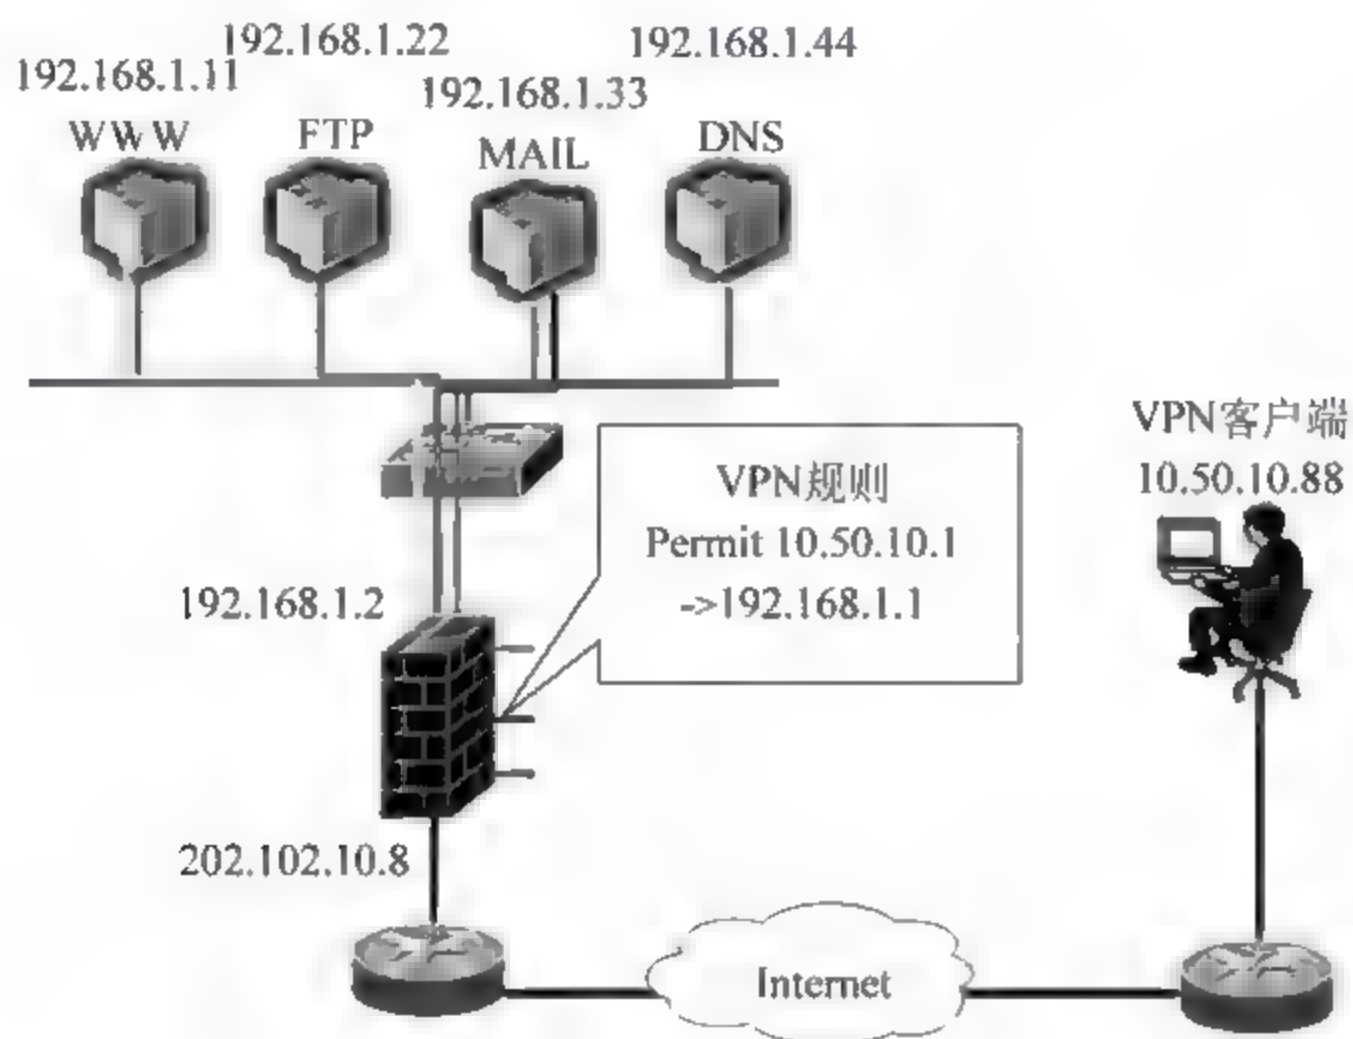 192.168.1.11
WWW
192.168.1.22
FTP
192.168.1.33
MAIL
192.168.1.44
DNS
VPN规则
Permit 10.50.10.1
->192.168.1.1
VPN客户端
10.50.10.88
192.168.1.2
202.102.10.8
Internet